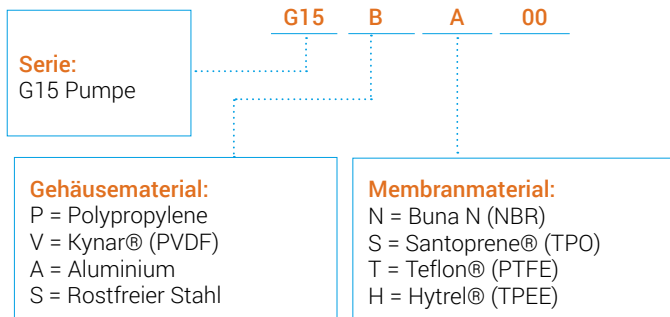 G15 B A 00
Serie:
G15 Pumpe
Gehäusematerial:
P = Polypropylene
V = Kynar® (PVDF)
A = Aluminium
S = Rostfreier Stahl
Membranmaterial:
N = Buna N (NBR)
S = Santoprene® (TPO)
T = Teflon® (PTFE)
H = Hytrel® (TPEE)